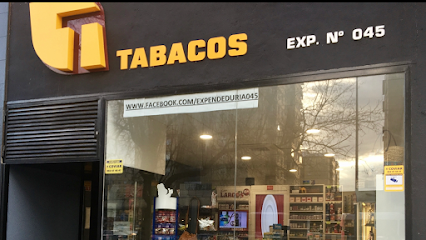 TABACOS
EXP. Nº 045
WWW.FACEBOOK.COM/EXPENDEDURIA045